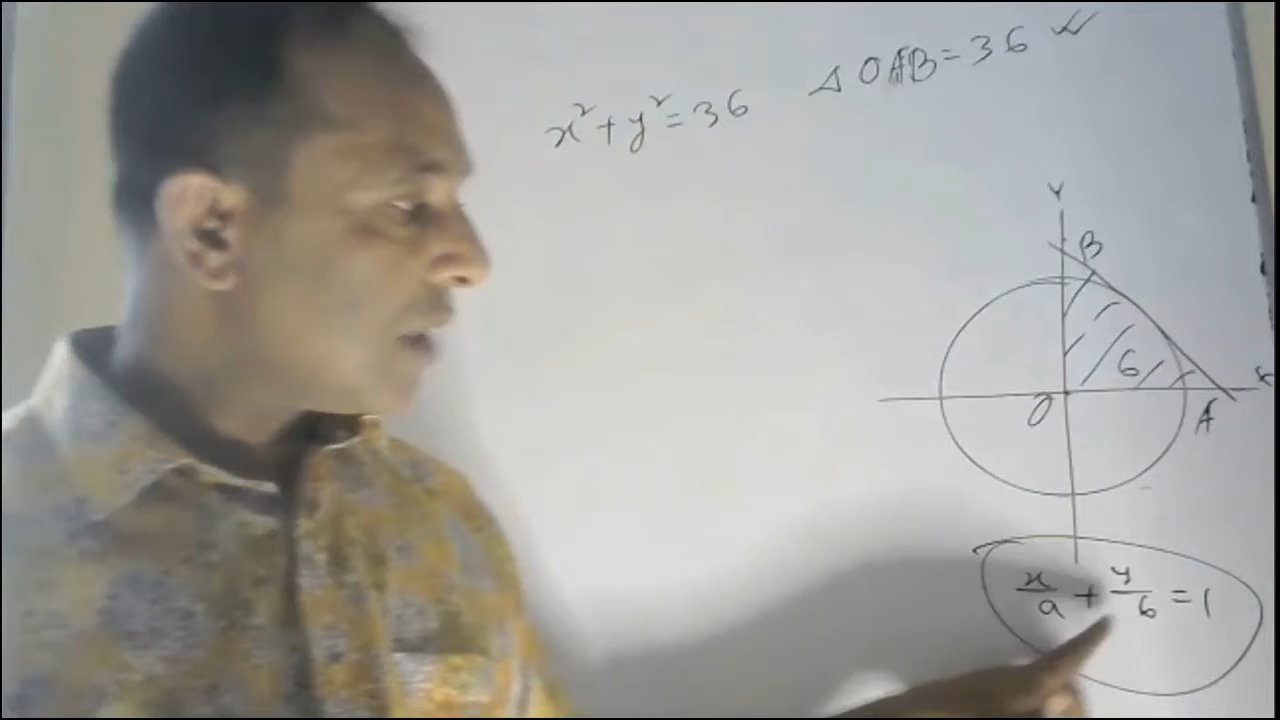 x² + y² = 36
△ OAB = 36
Y
B
6
X
O
A
x/a + y/b = 1